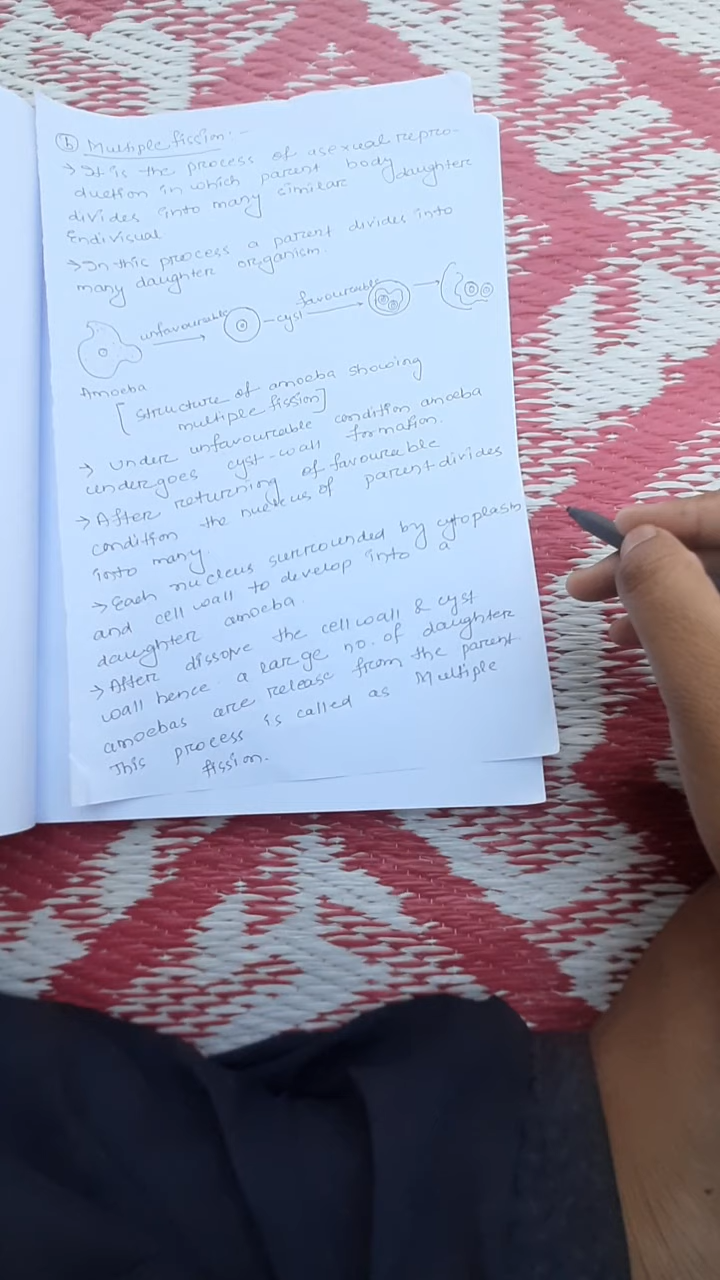 (b) Multiple fission:-
→ It is the process of asexual repro-
duction in which parent body
divides into many similar daughter
indivisual
→ In this process a parent divides into
many daughter organism.
unfavourable cyst favoureable
Amoeba
[structure of amoeba showing
multiple fission]
→ under unfavoureable condition amoeba
undergoes cyst-wall formation.
→ After returning of favoureable
condition the nucleus of parent divides
into many.
→ Each nucleus surrounded by cytoplasm
and cell wall to develop into a
daughter amoeba.
→ After dissolve the cell wall & cyst
wall hence a large no. of daughter
amoebas are release from the parent
This process is called as Multiple
fission.